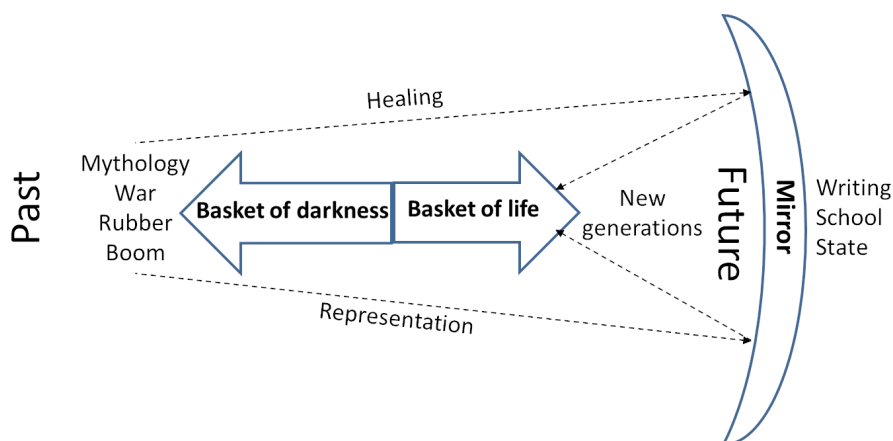 Past
Mythology
War
Rubber
Boom
Healing
Basket of darkness
Basket of life
Representation
New
generations
Future
Mirror
Writing
School
State